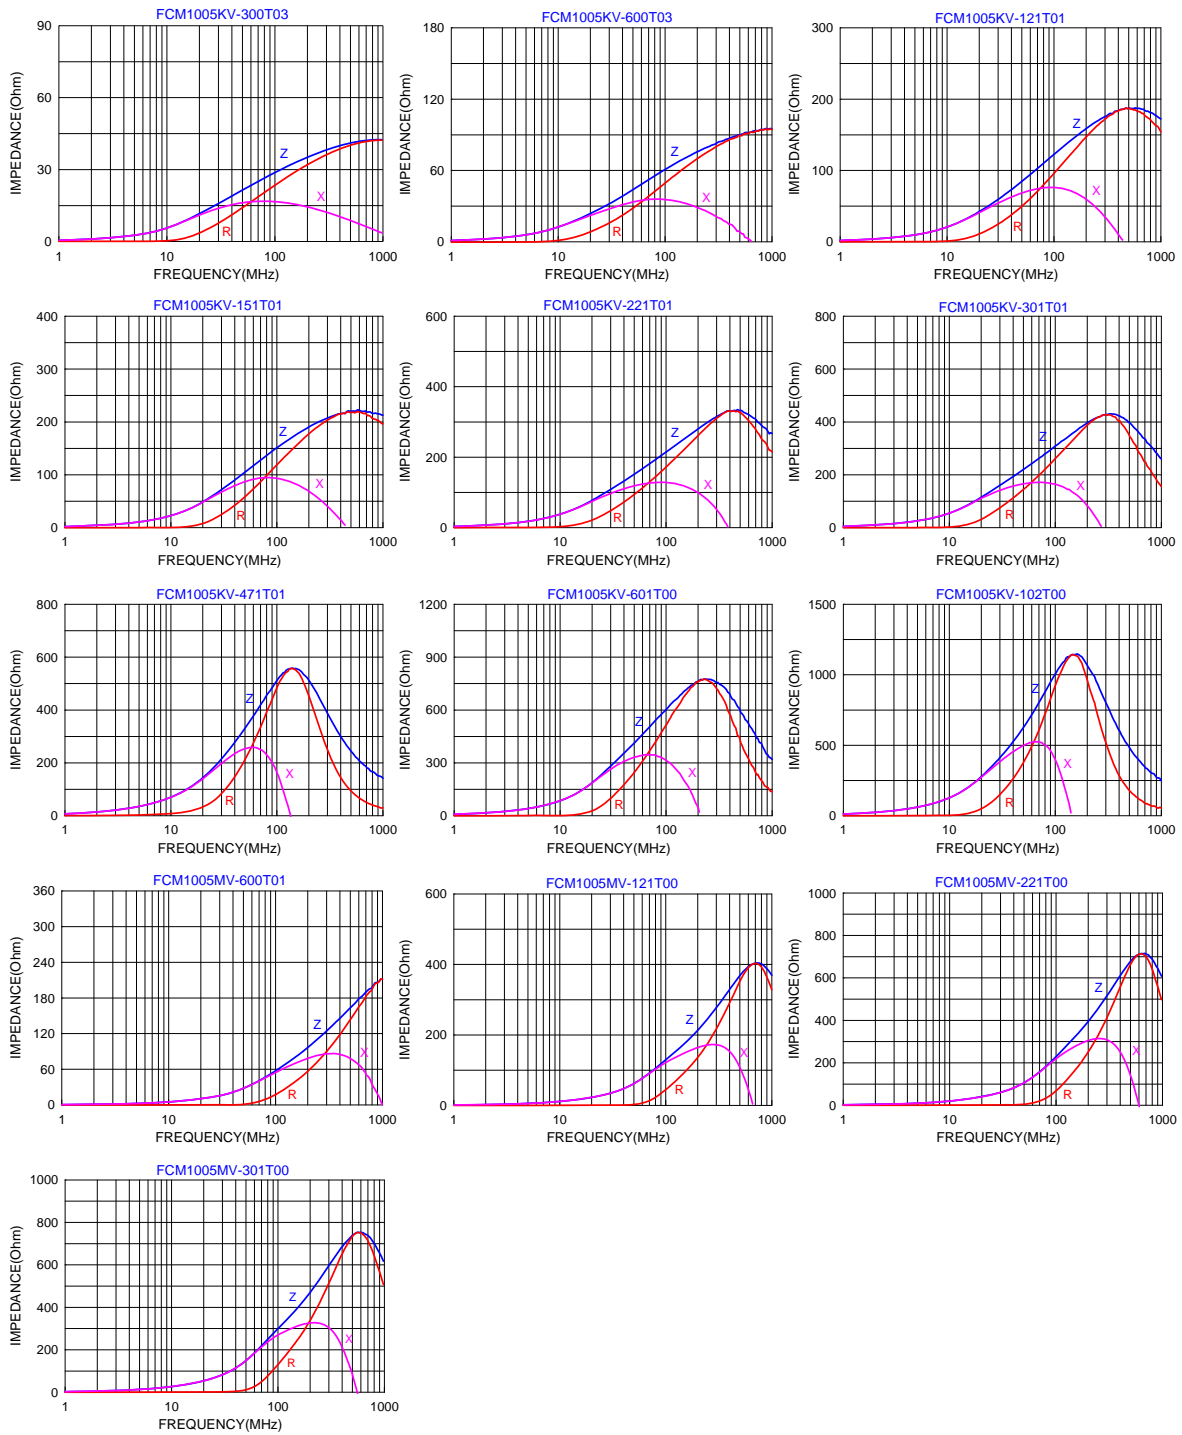 FCM1005KV-300T03
IMPEDANCE(Ohm)
90
60
30
0
Z
X
R
1
10
100
1000
FREQUENCY(MHz)
FCM1005KV-600T03
IMPEDANCE(Ohm)
180
120
60
0
Z
X
R
1
10
100
1000
FREQUENCY(MHz)
FCM1005KV-121T01
IMPEDANCE(Ohm)
300
200
100
0
Z
X
R
1
10
100
1000
FREQUENCY(MHz)
FCM1005KV-151T01
IMPEDANCE(Ohm)
400
300
200
100
0
Z
X
R
1
10
100
1000
FREQUENCY(MHz)
FCM1005KV-221T01
IMPEDANCE(Ohm)
600
400
200
0
Z
X
R
1
10
100
1000
FREQUENCY(MHz)
FCM1005KV-301T01
IMPEDANCE(Ohm)
800
600
400
200
0
Z
X
R
1
10
100
1000
FREQUENCY(MHz)
FCM1005KV-471T01
IMPEDANCE(Ohm)
800
600
400
200
0
Z
X
R
1
10
100
1000
FREQUENCY(MHz)
FCM1005KV-601T00
IMPEDANCE(Ohm)
1200
900
600
300
0
Z
X
R
1
10
100
1000
FREQUENCY(MHz)
FCM1005KV-102T00
IMPEDANCE(Ohm)
1500
1000
500
0
Z
X
R
1
10
100
1000
FREQUENCY(MHz)
FCM1005MV-600T01
IMPEDANCE(Ohm)
360
300
240
180
120
60
0
Z
X
R
1
10
100
1000
FREQUENCY(MHz)
FCM1005MV-121T00
IMPEDANCE(Ohm)
600
400
200
0
Z
X
R
1
10
100
1000
FREQUENCY(MHz)
FCM1005MV-221T00
IMPEDANCE(Ohm)
1000
800
600
400
200
0
Z
X
R
1
10
100
1000
FREQUENCY(MHz)
FCM1005MV-301T00
IMPEDANCE(Ohm)
1000
800
600
400
200
0
Z
X
R
1
10
100
1000
FREQUENCY(MHz)